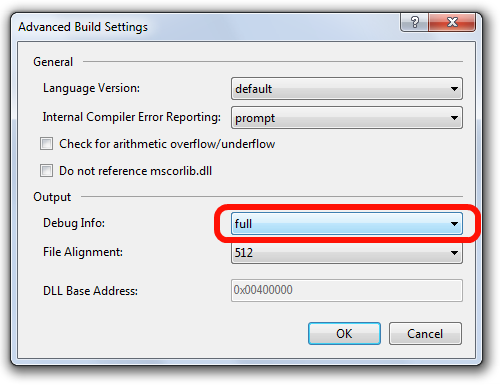 Advanced Build Settings
General
Language Version: default
Internal Compiler Error Reporting: prompt
Check for arithmetic overflow/underflow
Do not reference mscorlib.dll
Output
Debug Info: full
File Alignment: 512
DLL Base Address: 0x00400000
OK Cancel